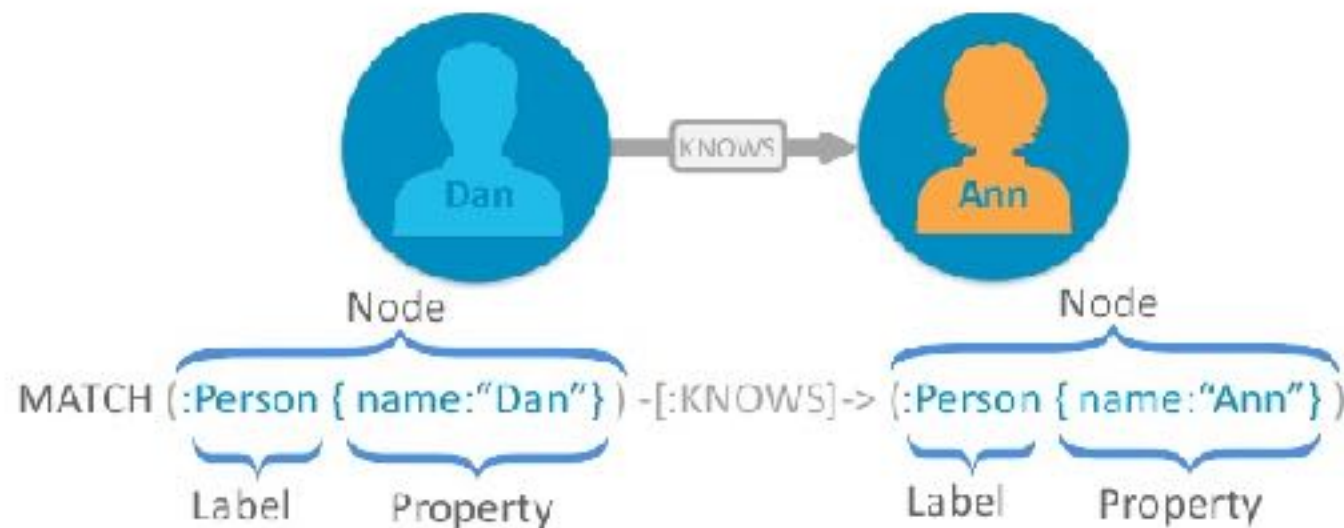 KNOWS
Dan Ann
Node Node
MATCH (:Person { name:“Dan”} ) -[:KNOWS]-> (:Person { name:“Ann”} )
Label Property Label Property